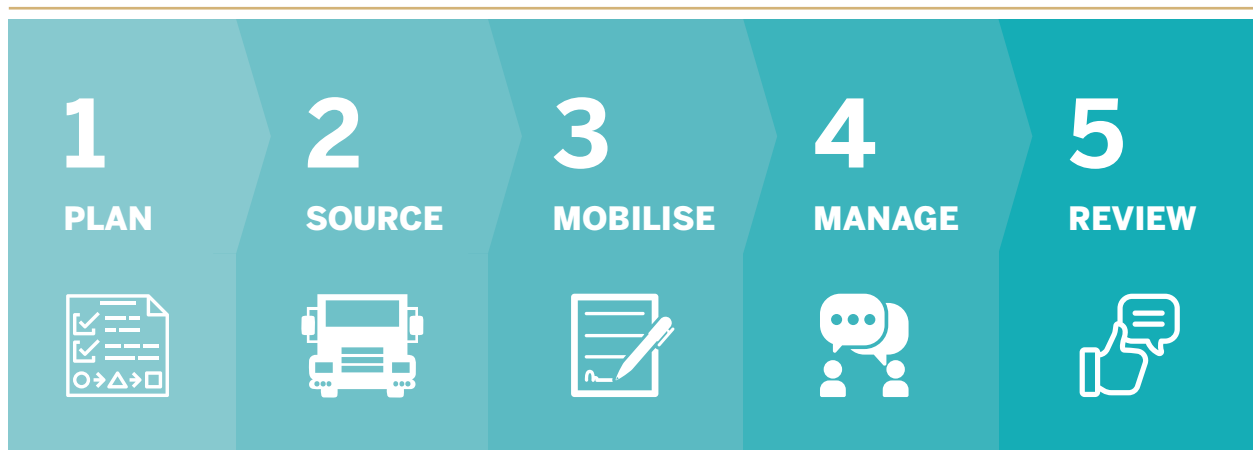 1
PLAN
2
SOURCE
3
MOBILISE
4
MANAGE
5
REVIEW